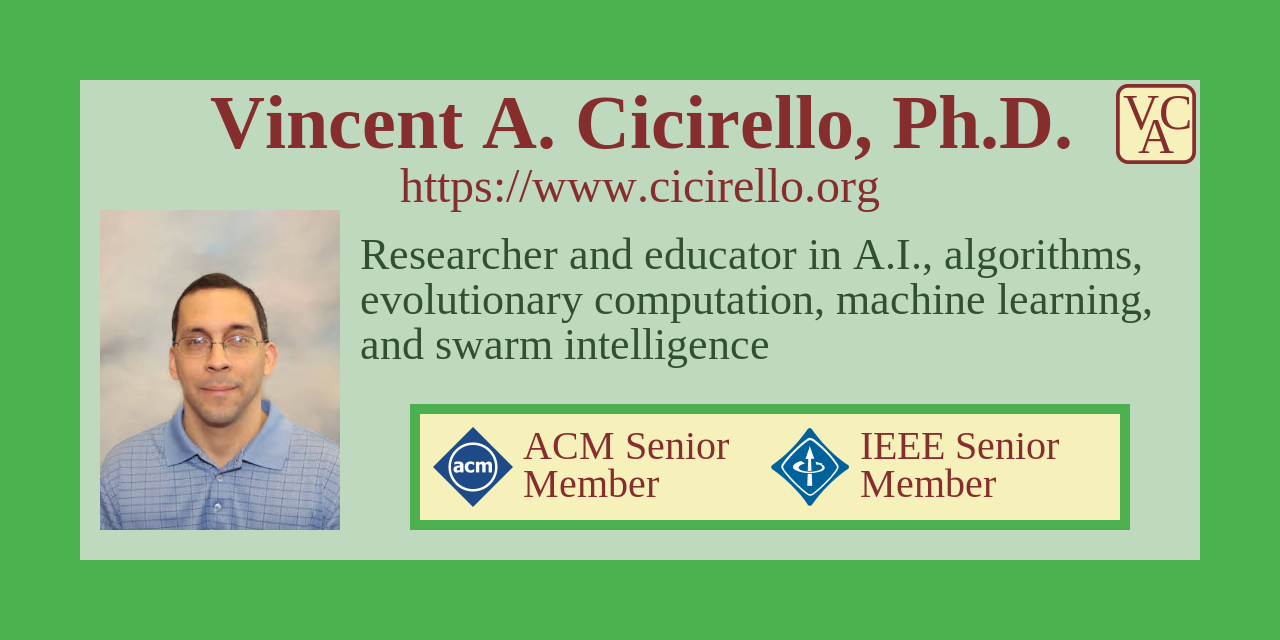 Vincent A. Cicirello, Ph.D.
VC
A
https://www.cicirello.org
Researcher and educator in A.I., algorithms,
evolutionary computation, machine learning,
and swarm intelligence
acm
ACM Senior
Member
IEEE Senior
Member